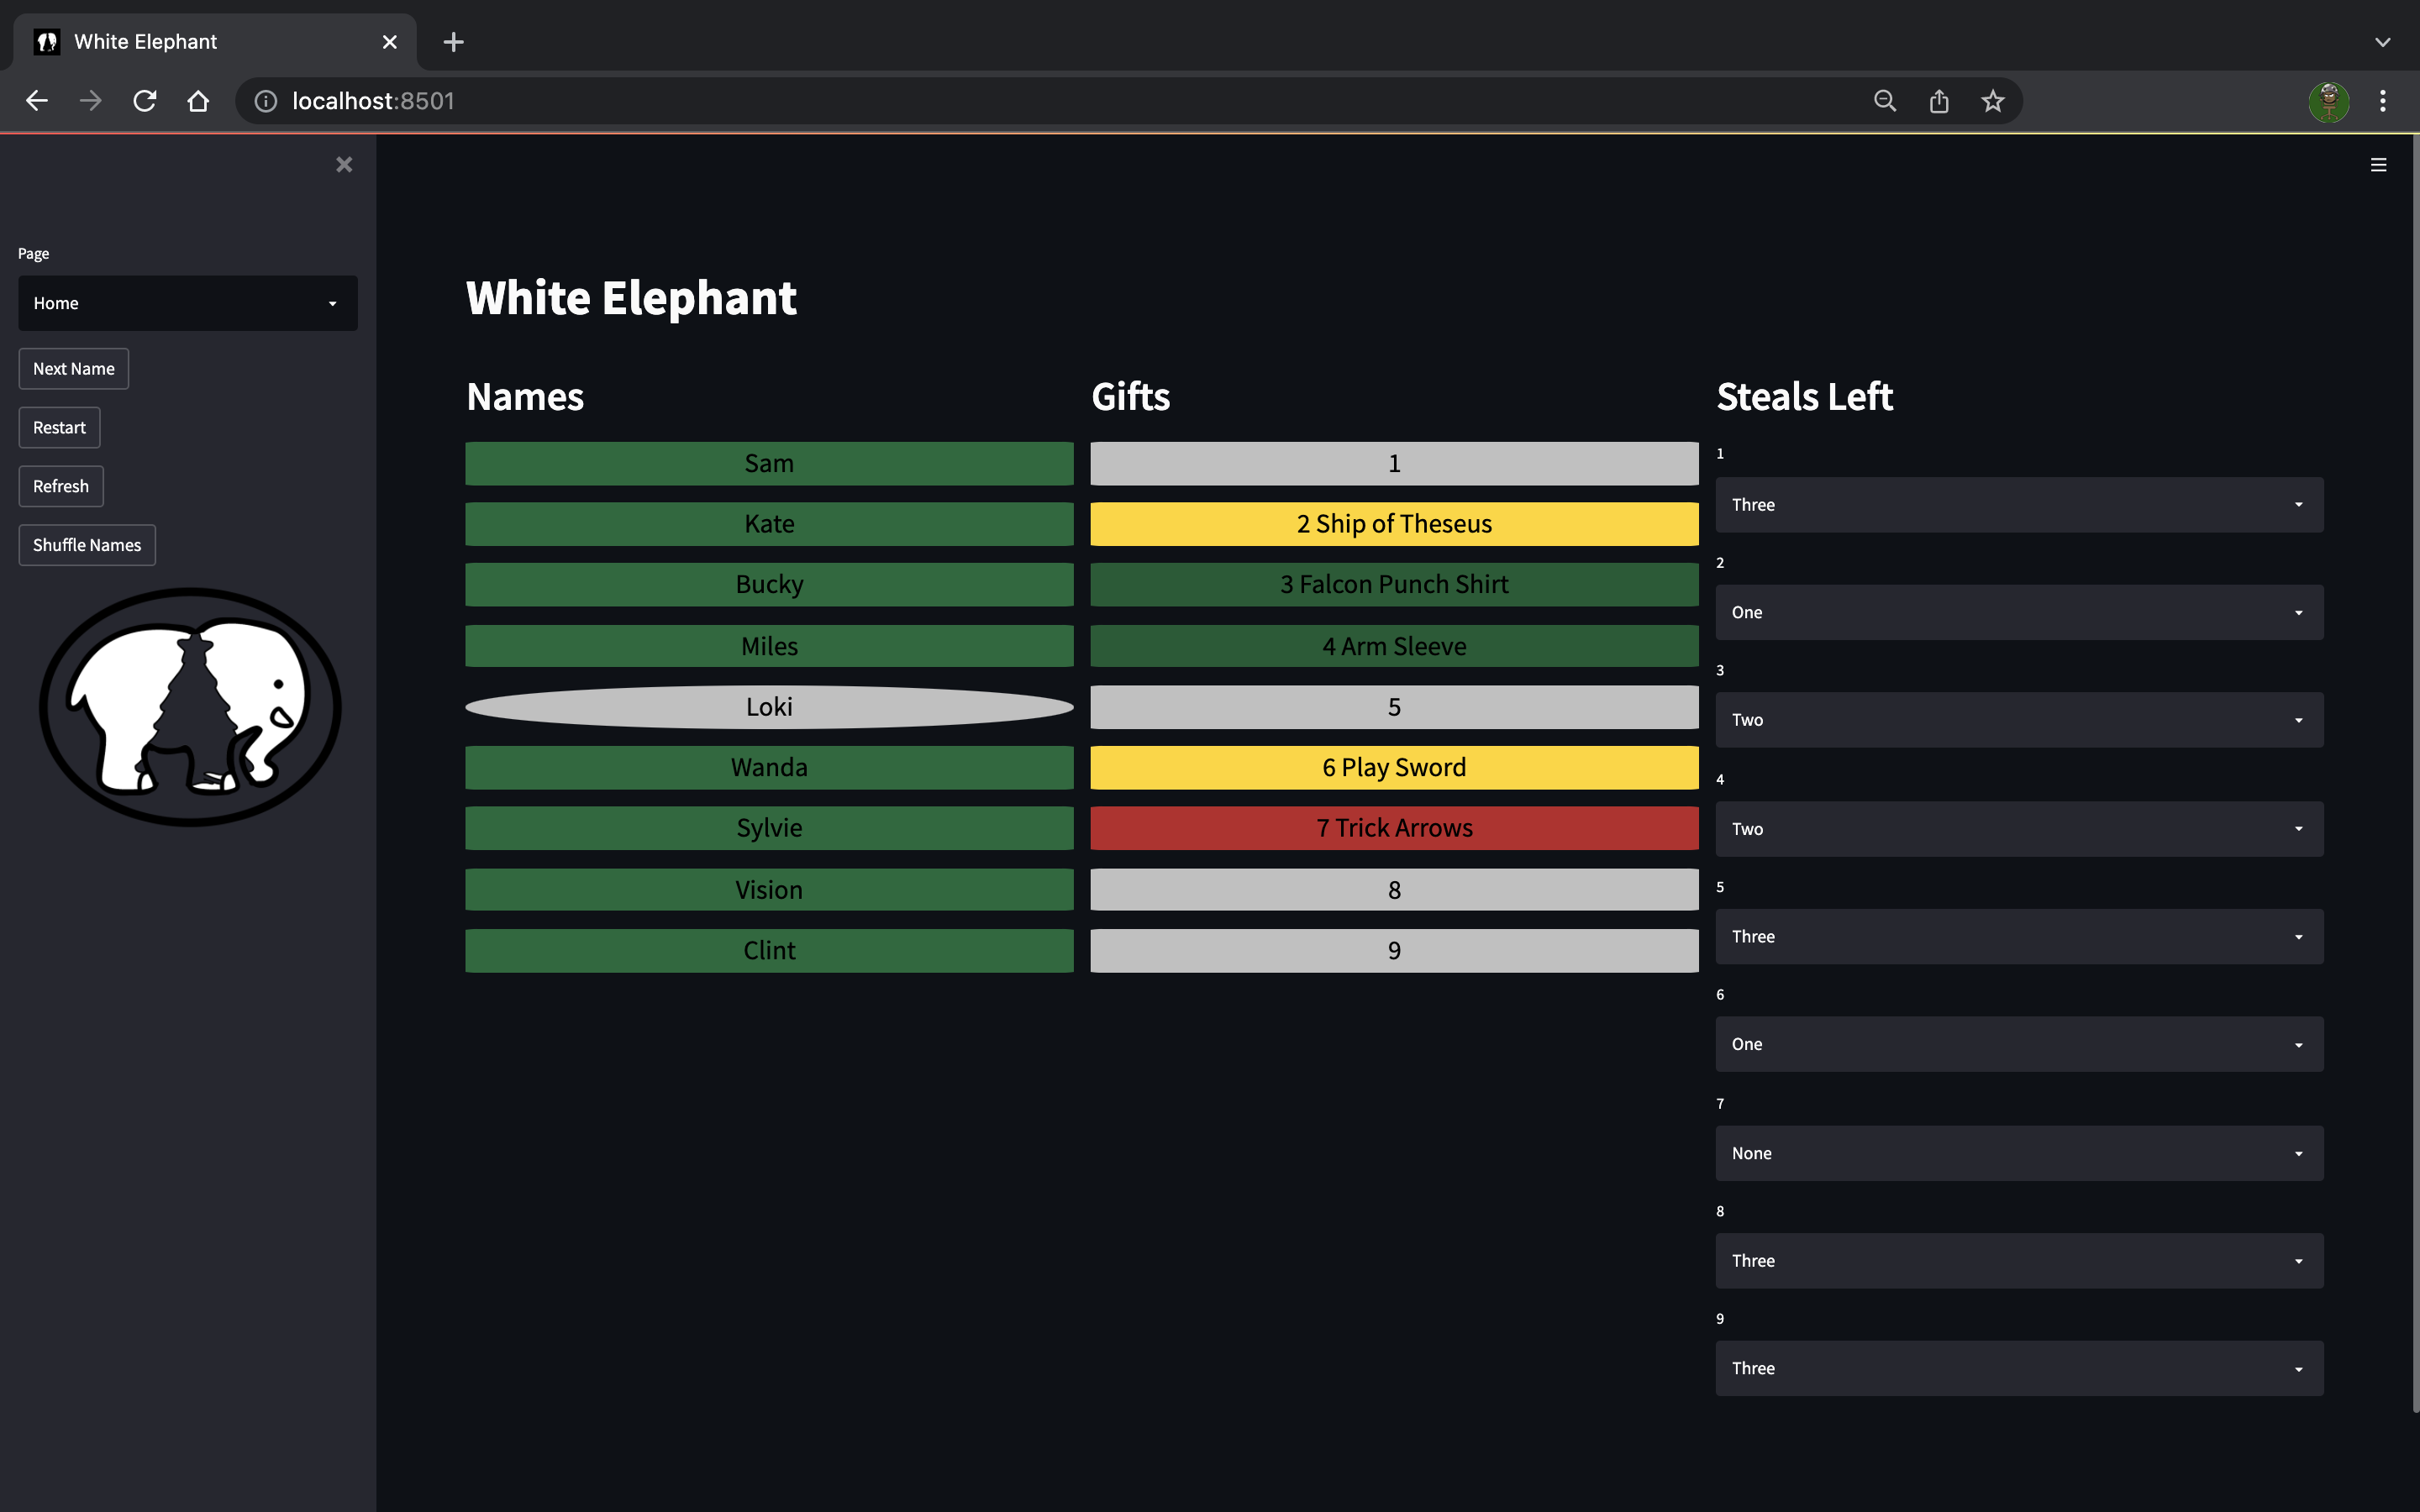 White Elephant
localhost:8501
Page
Home
Next Name
Restart
Refresh
Shuffle Names
White Elephant
Names
Sam
Kate
Bucky
Miles
Loki
Wanda
Sylvie
Vision
Clint
Gifts
1
2 Ship of Theseus
3 Falcon Punch Shirt
4 Arm Sleeve
5
6 Play Sword
7 Trick Arrows
8
9
Steals Left
1
Three
2
One
3
Two
4
Two
5
Three
6
One
7
None
8
Three
9
Three